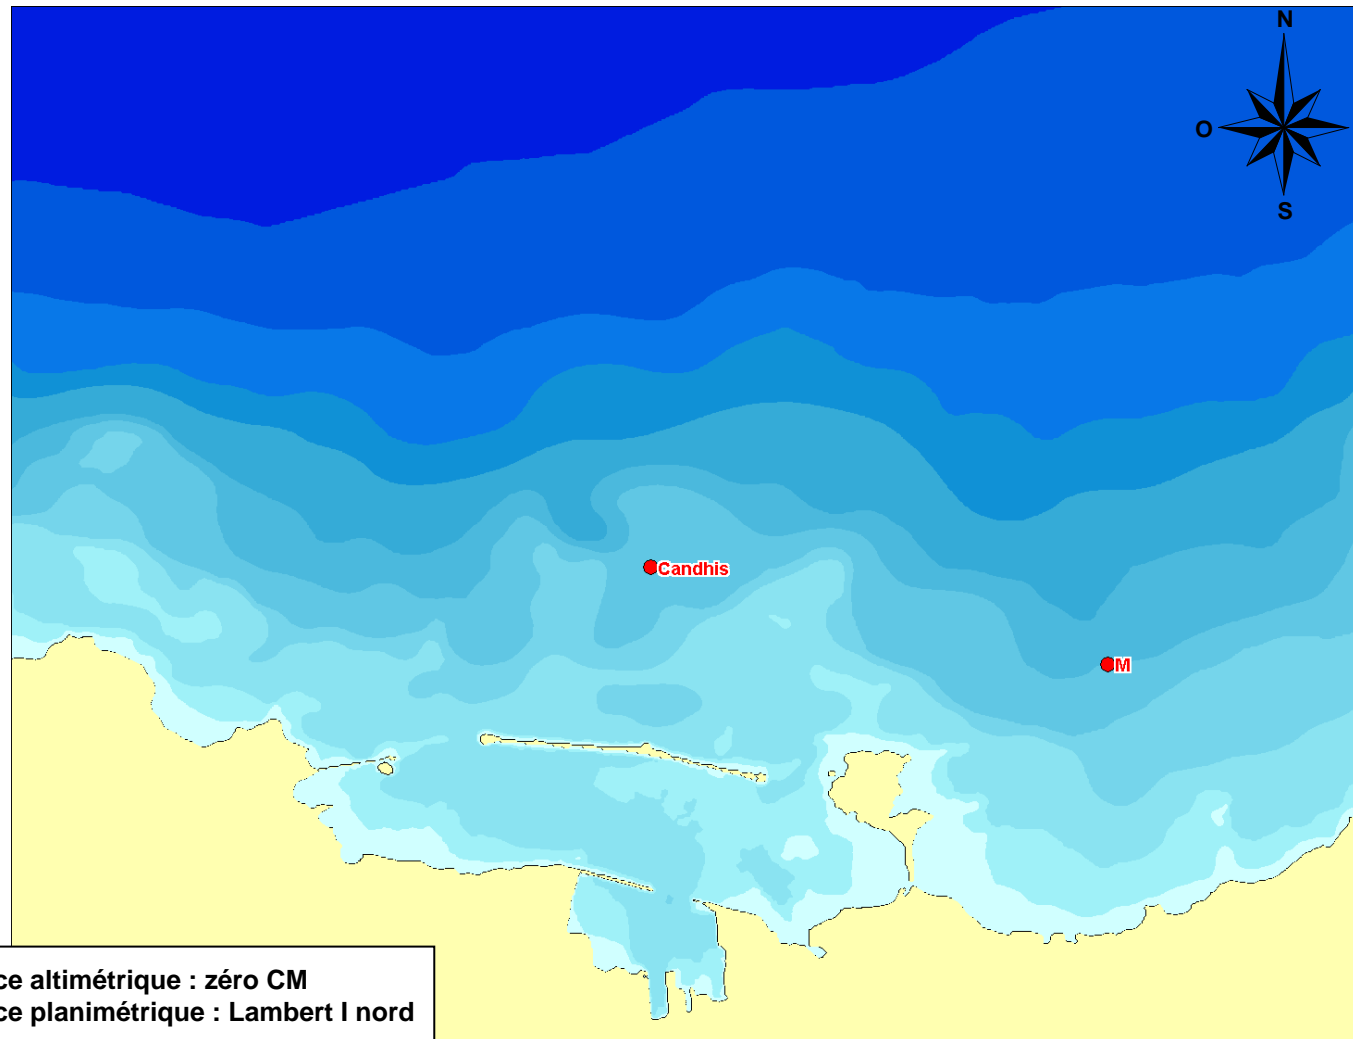 N
O
S
Candhis
M
ce altimétrique : zéro CM
ce planimétrique : Lambert I nord